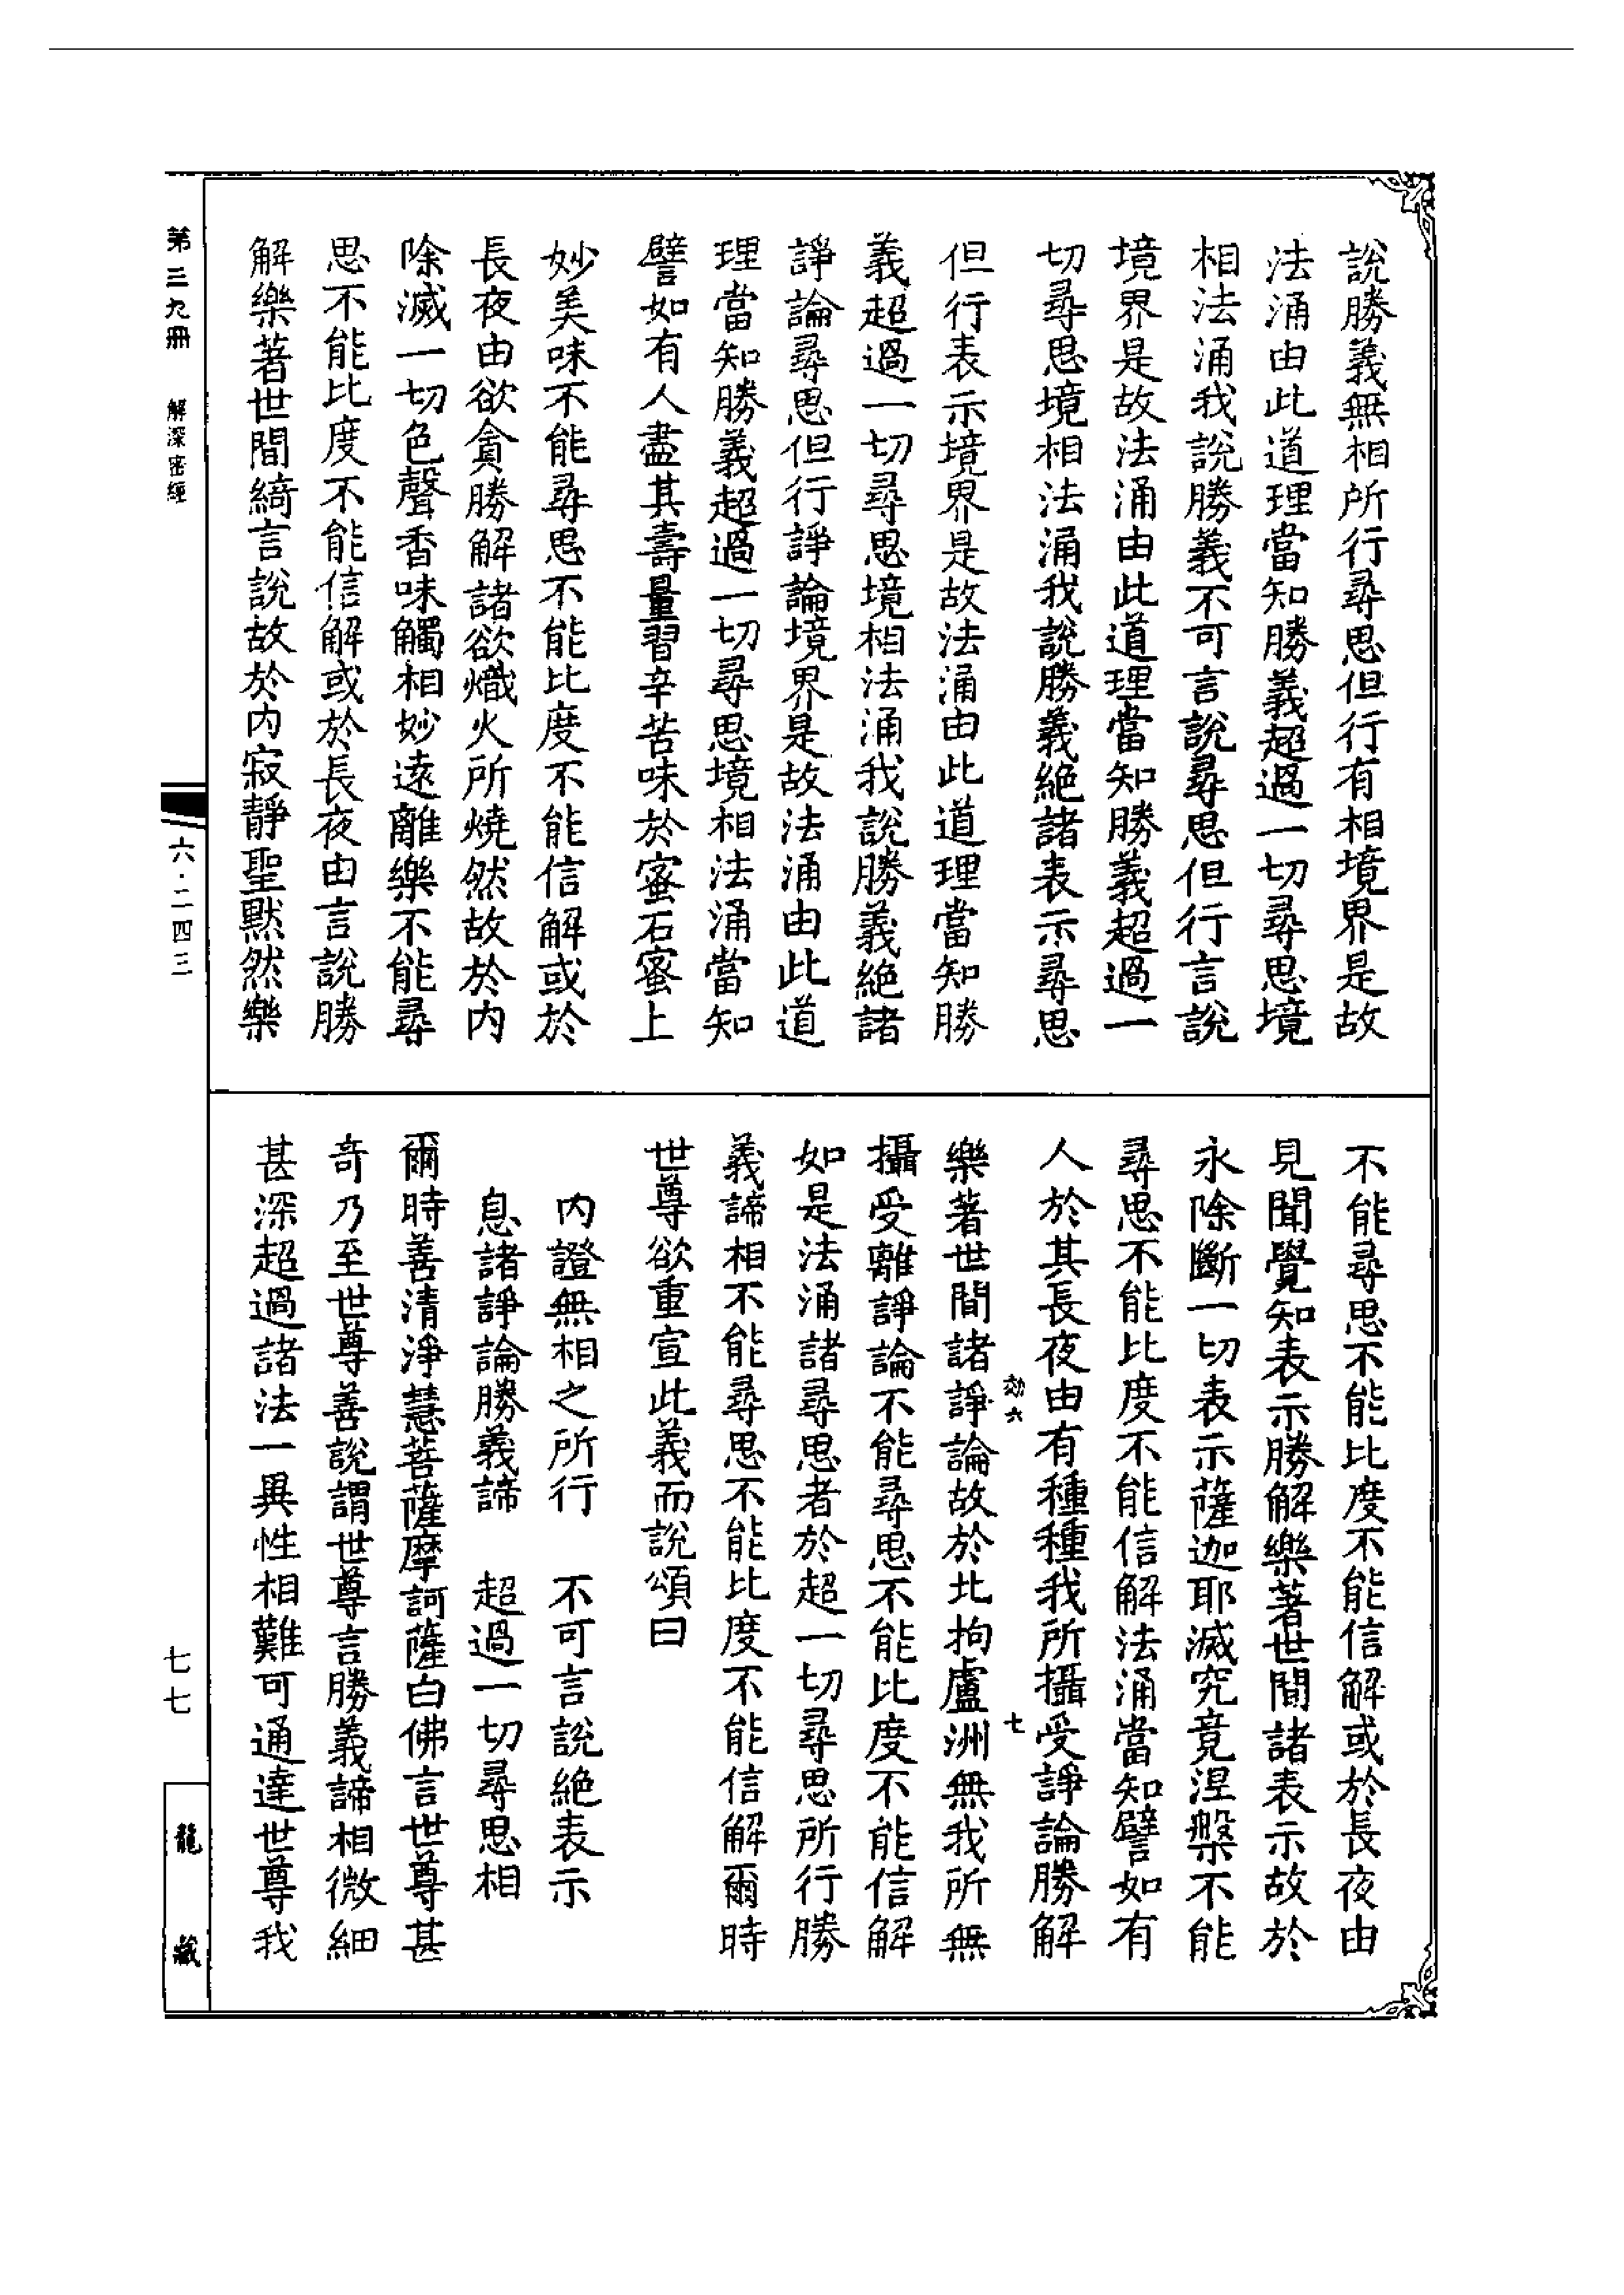 說勝義無相所行尋思但行有相境界是故
法涌由此道理當知勝義超過一切尋思境
相法涌我說勝義不可言說尋思但行言說
境界是故法涌由此道理當知勝義超過一
切尋思境相法涌我說勝義絕諸表示尋思
但行表示境界是故法涌由此道理當知勝
義超過一切尋思境相法涌我說勝義絕諸
諍論尋思但行諍論境界是故法涌由此道
理當知勝義超過一切尋思境相法涌當知
譬如有人盡其壽量習辛苦味於蜜石蜜上
妙美味不能尋思不能比度不能信解或於
長夜由欲貪勝解諸欲熾火所燒然故於內
除滅一切色聲香味觸相妙遠離樂不能尋
思不能比度不能信解或於長夜由言說勝
解樂著世間綺言說故於內寂靜聖默然樂
不能尋思不能比度不能信解或於長夜由
見聞覺知表示勝解樂著世間諸表示故於
永除斷一切表示薩迦耶滅究竟涅槃不能
尋思不能比度不能信解法涌當知譬如有
人於其長夜由有種種我所攝受諍論勝解
樂著世間諸諍論故於北拘盧洲無我所無
攝受離諍論不能尋思不能比度不能信解
如是法涌諸尋思者於超一切尋思所行勝
義諦相不能尋思不能比度不能信解爾時
世尊欲重宣此義而說頌曰
內證無相之所行　不可言說絕表示
息諸諍論勝義諦　超過一切尋思相
爾時善清淨慧菩薩摩訶薩白佛言世尊甚
奇乃至世尊善說謂世尊言勝義諦相微細
甚深超過諸法一異性相難可通達世尊我
効六
七
第三九冊　解深密經
六·二四三
七七
龍藏